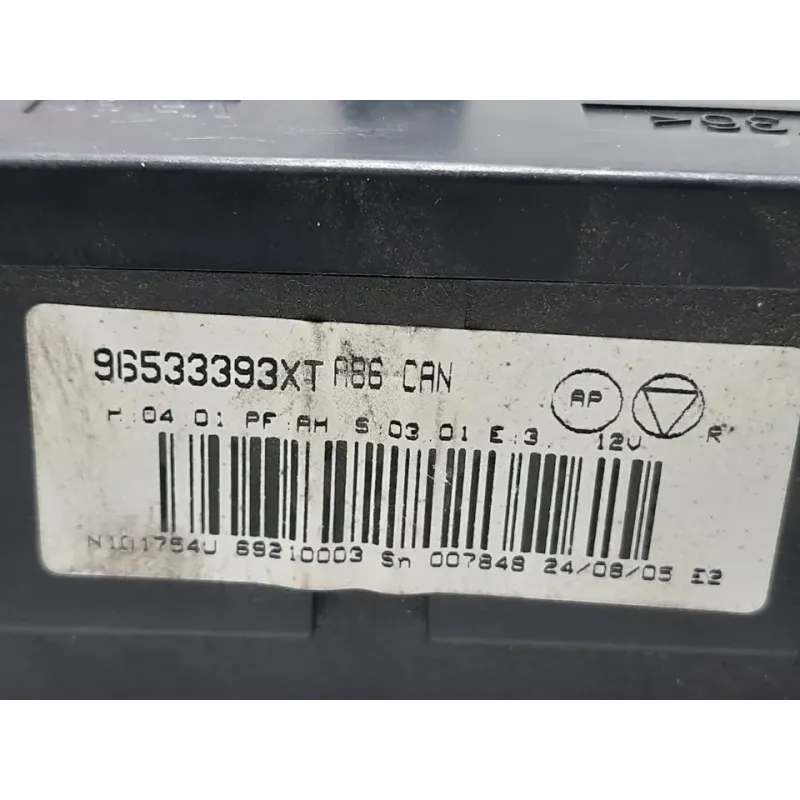 96533393XT A86 CAN
AP
H:04.01 PF:AH S:03.01 E:3. 12V R
N101754U 69210003 Sn 007848 24/08/05 E2